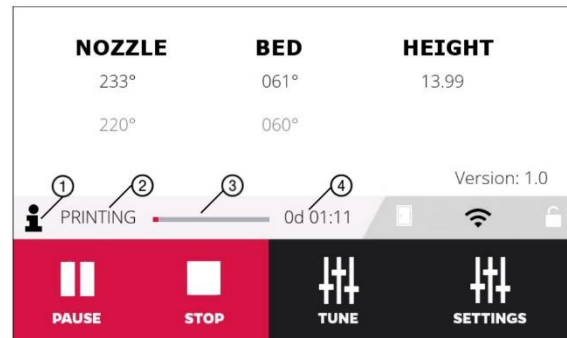 NOZZLE BED HEIGHT
233° 061° 13.99
220° 060°
Version: 1.0
① ② ③ ④
PRINTING 0d 01:11
PAUSE STOP TUNE SETTINGS